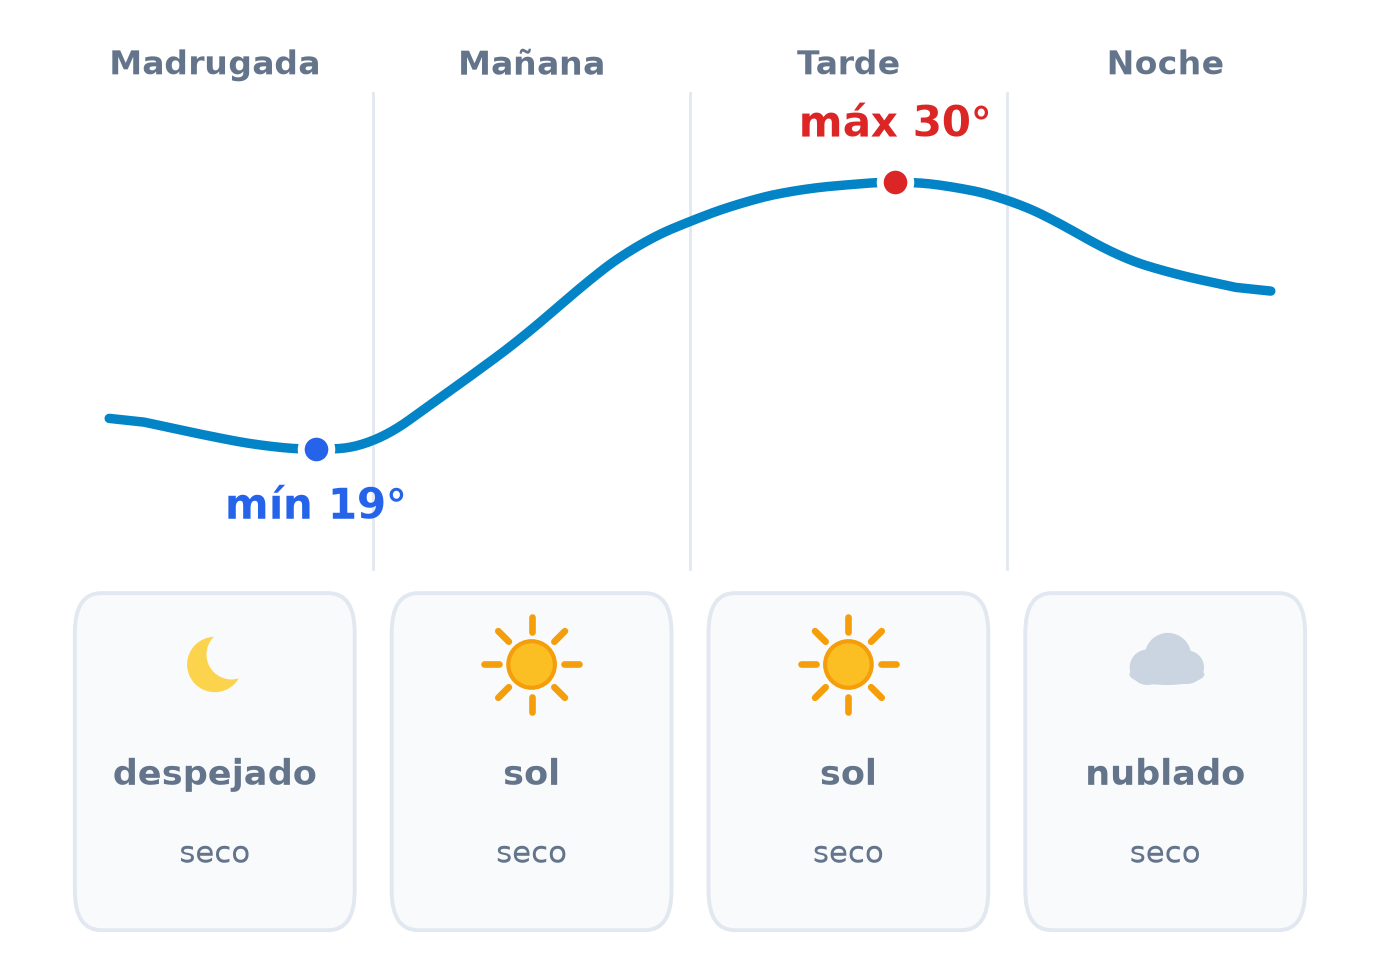 Madrugada
Mañana
Tarde
Noche
máx 30°
mín 19°
despejado
sol
sol
nublado
seco
seco
seco
seco